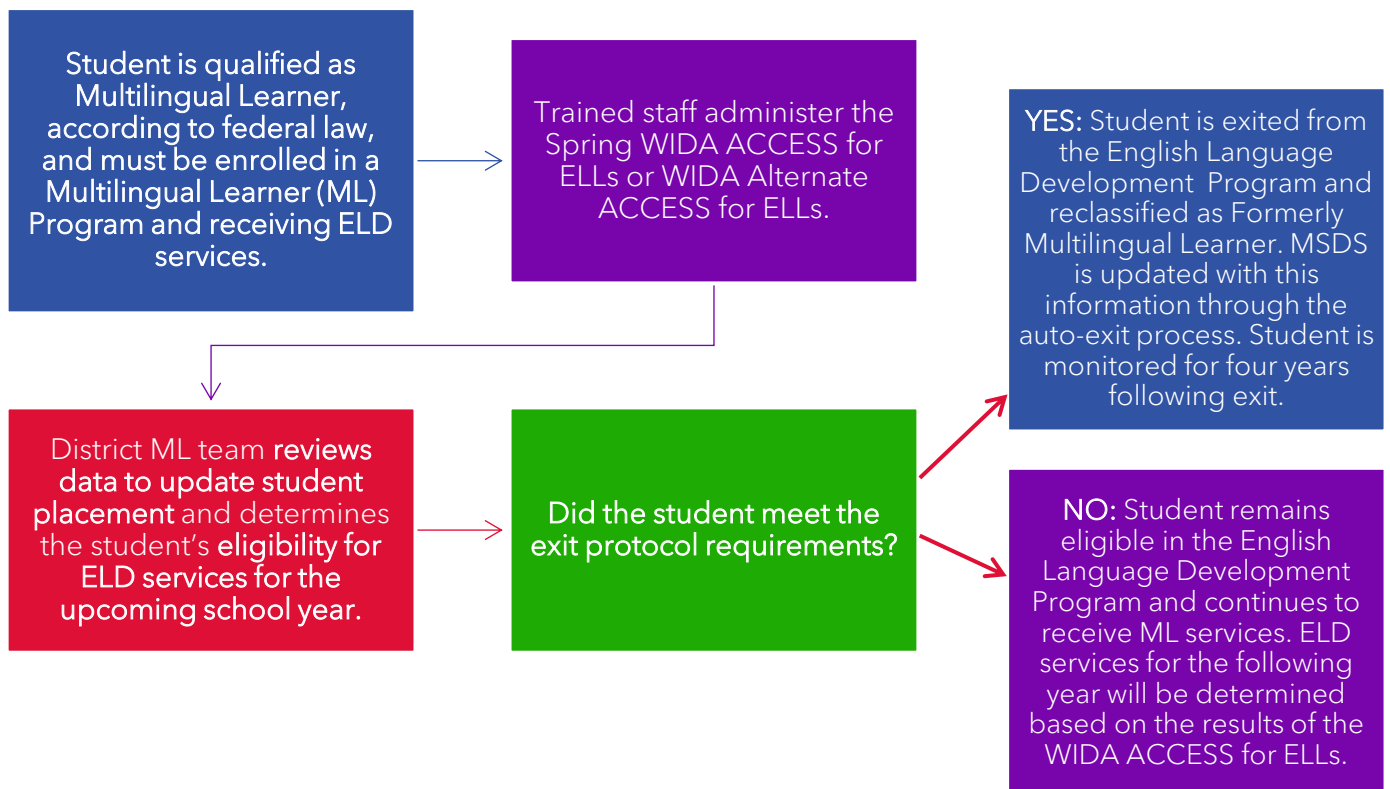 Student is qualified as
Multilingual Learner,
according to federal law,
and must be enrolled in a
Multilingual Learner (ML)
Program and receiving ELD
services.
Trained staff administer the
Spring WIDA ACCESS for
ELLs or WIDA Alternate
ACCESS for ELLs.
District ML team reviews
data to update student
placement and determines
the student’s eligibility for
ELD services for the
upcoming school year.
Did the student meet the
exit protocol requirements?
YES: Student is exited from
the English Language
Development  Program and
reclassified as Formerly
Multilingual Learner. MSDS
is updated with this
information through the
auto-exit process. Student is
monitored for four years
following exit.
NO: Student remains
eligible in the English
Language Development
Program and continues to
receive ML services. ELD
services for the following
year will be determined
based on the results of the
WIDA ACCESS for ELLs.